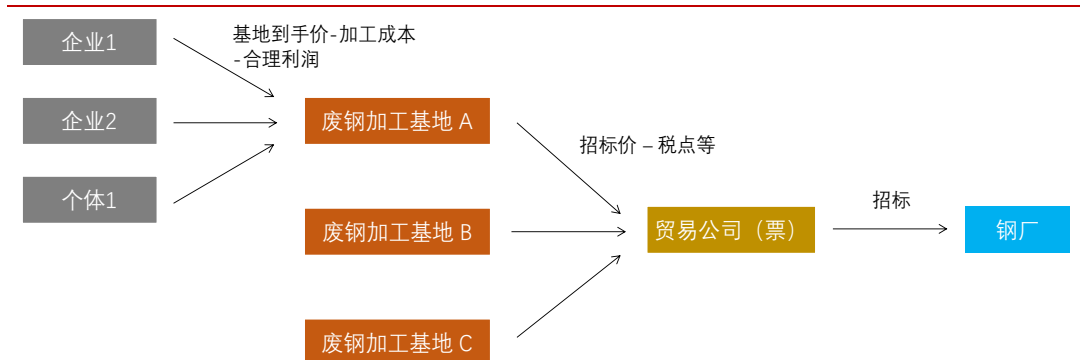 企业1
基地到手价-加工成本
-合理利润
企业2
废钢加工基地 A
招标价 – 税点等
个体1
招标
废钢加工基地 B
贸易公司（票）
钢厂
废钢加工基地 C